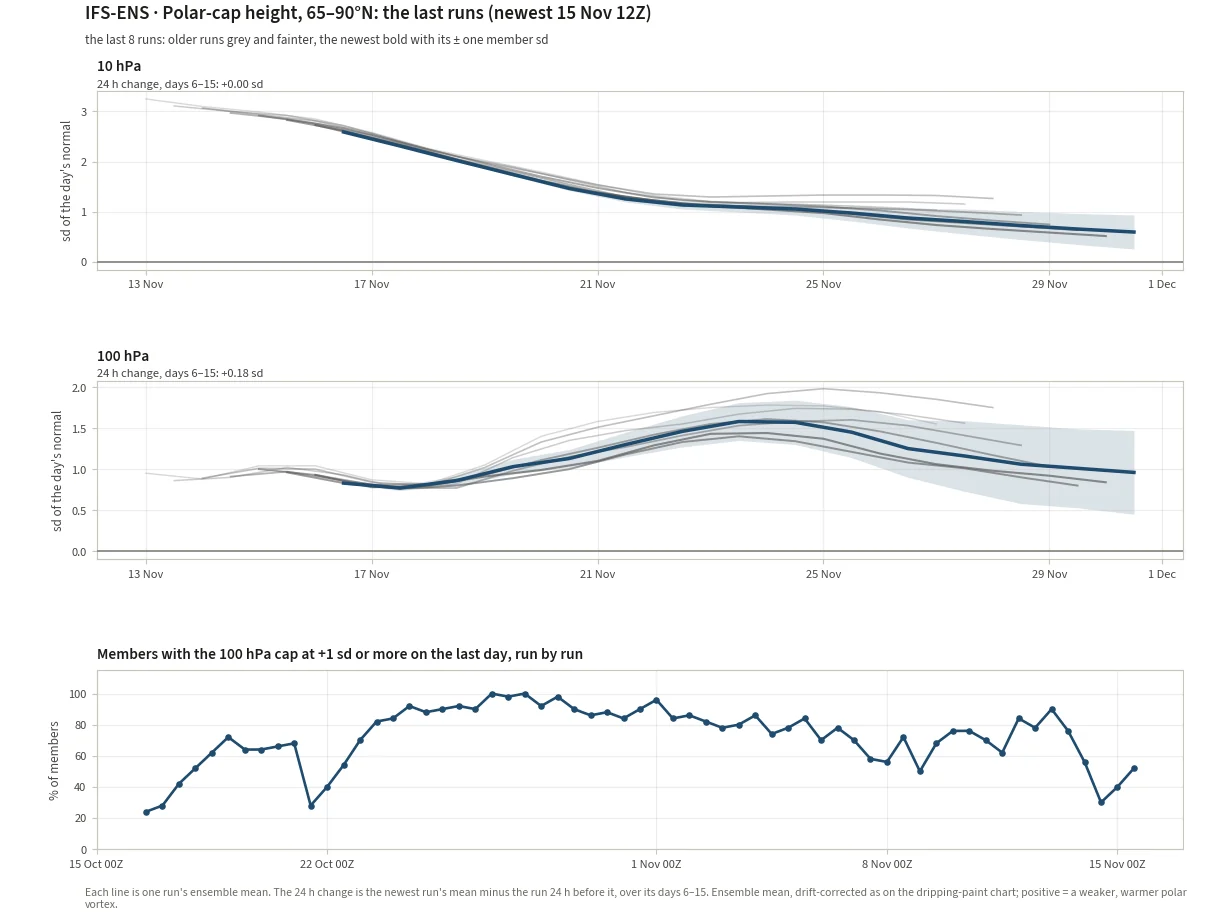 IFS-ENS · Polar-cap height, 65–90°N: the last runs (newest 15 Nov 12Z)
the last 8 runs: older runs grey and fainter, the newest bold with its ± one member sd
10 hPa
24 h change, days 6–15: +0.00 sd
sd of the day's normal
3
2
1
0
13 Nov 17 Nov 21 Nov 25 Nov 29 Nov 1 Dec
100 hPa
24 h change, days 6–15: +0.18 sd
sd of the day's normal
2.0
1.5
1.0
0.5
0.0
13 Nov 17 Nov 21 Nov 25 Nov 29 Nov 1 Dec
Members with the 100 hPa cap at +1 sd or more on the last day, run by run
% of members
100
80
60
40
20
0
15 Oct 00Z 22 Oct 00Z 1 Nov 00Z 8 Nov 00Z 15 Nov 00Z
Each line is one run's ensemble mean. The 24 h change is the newest run's mean minus the run 24 h before it, over its days 6–15. Ensemble mean, drift-corrected as on the dripping-paint chart; positive = a weaker, warmer polar
vortex.